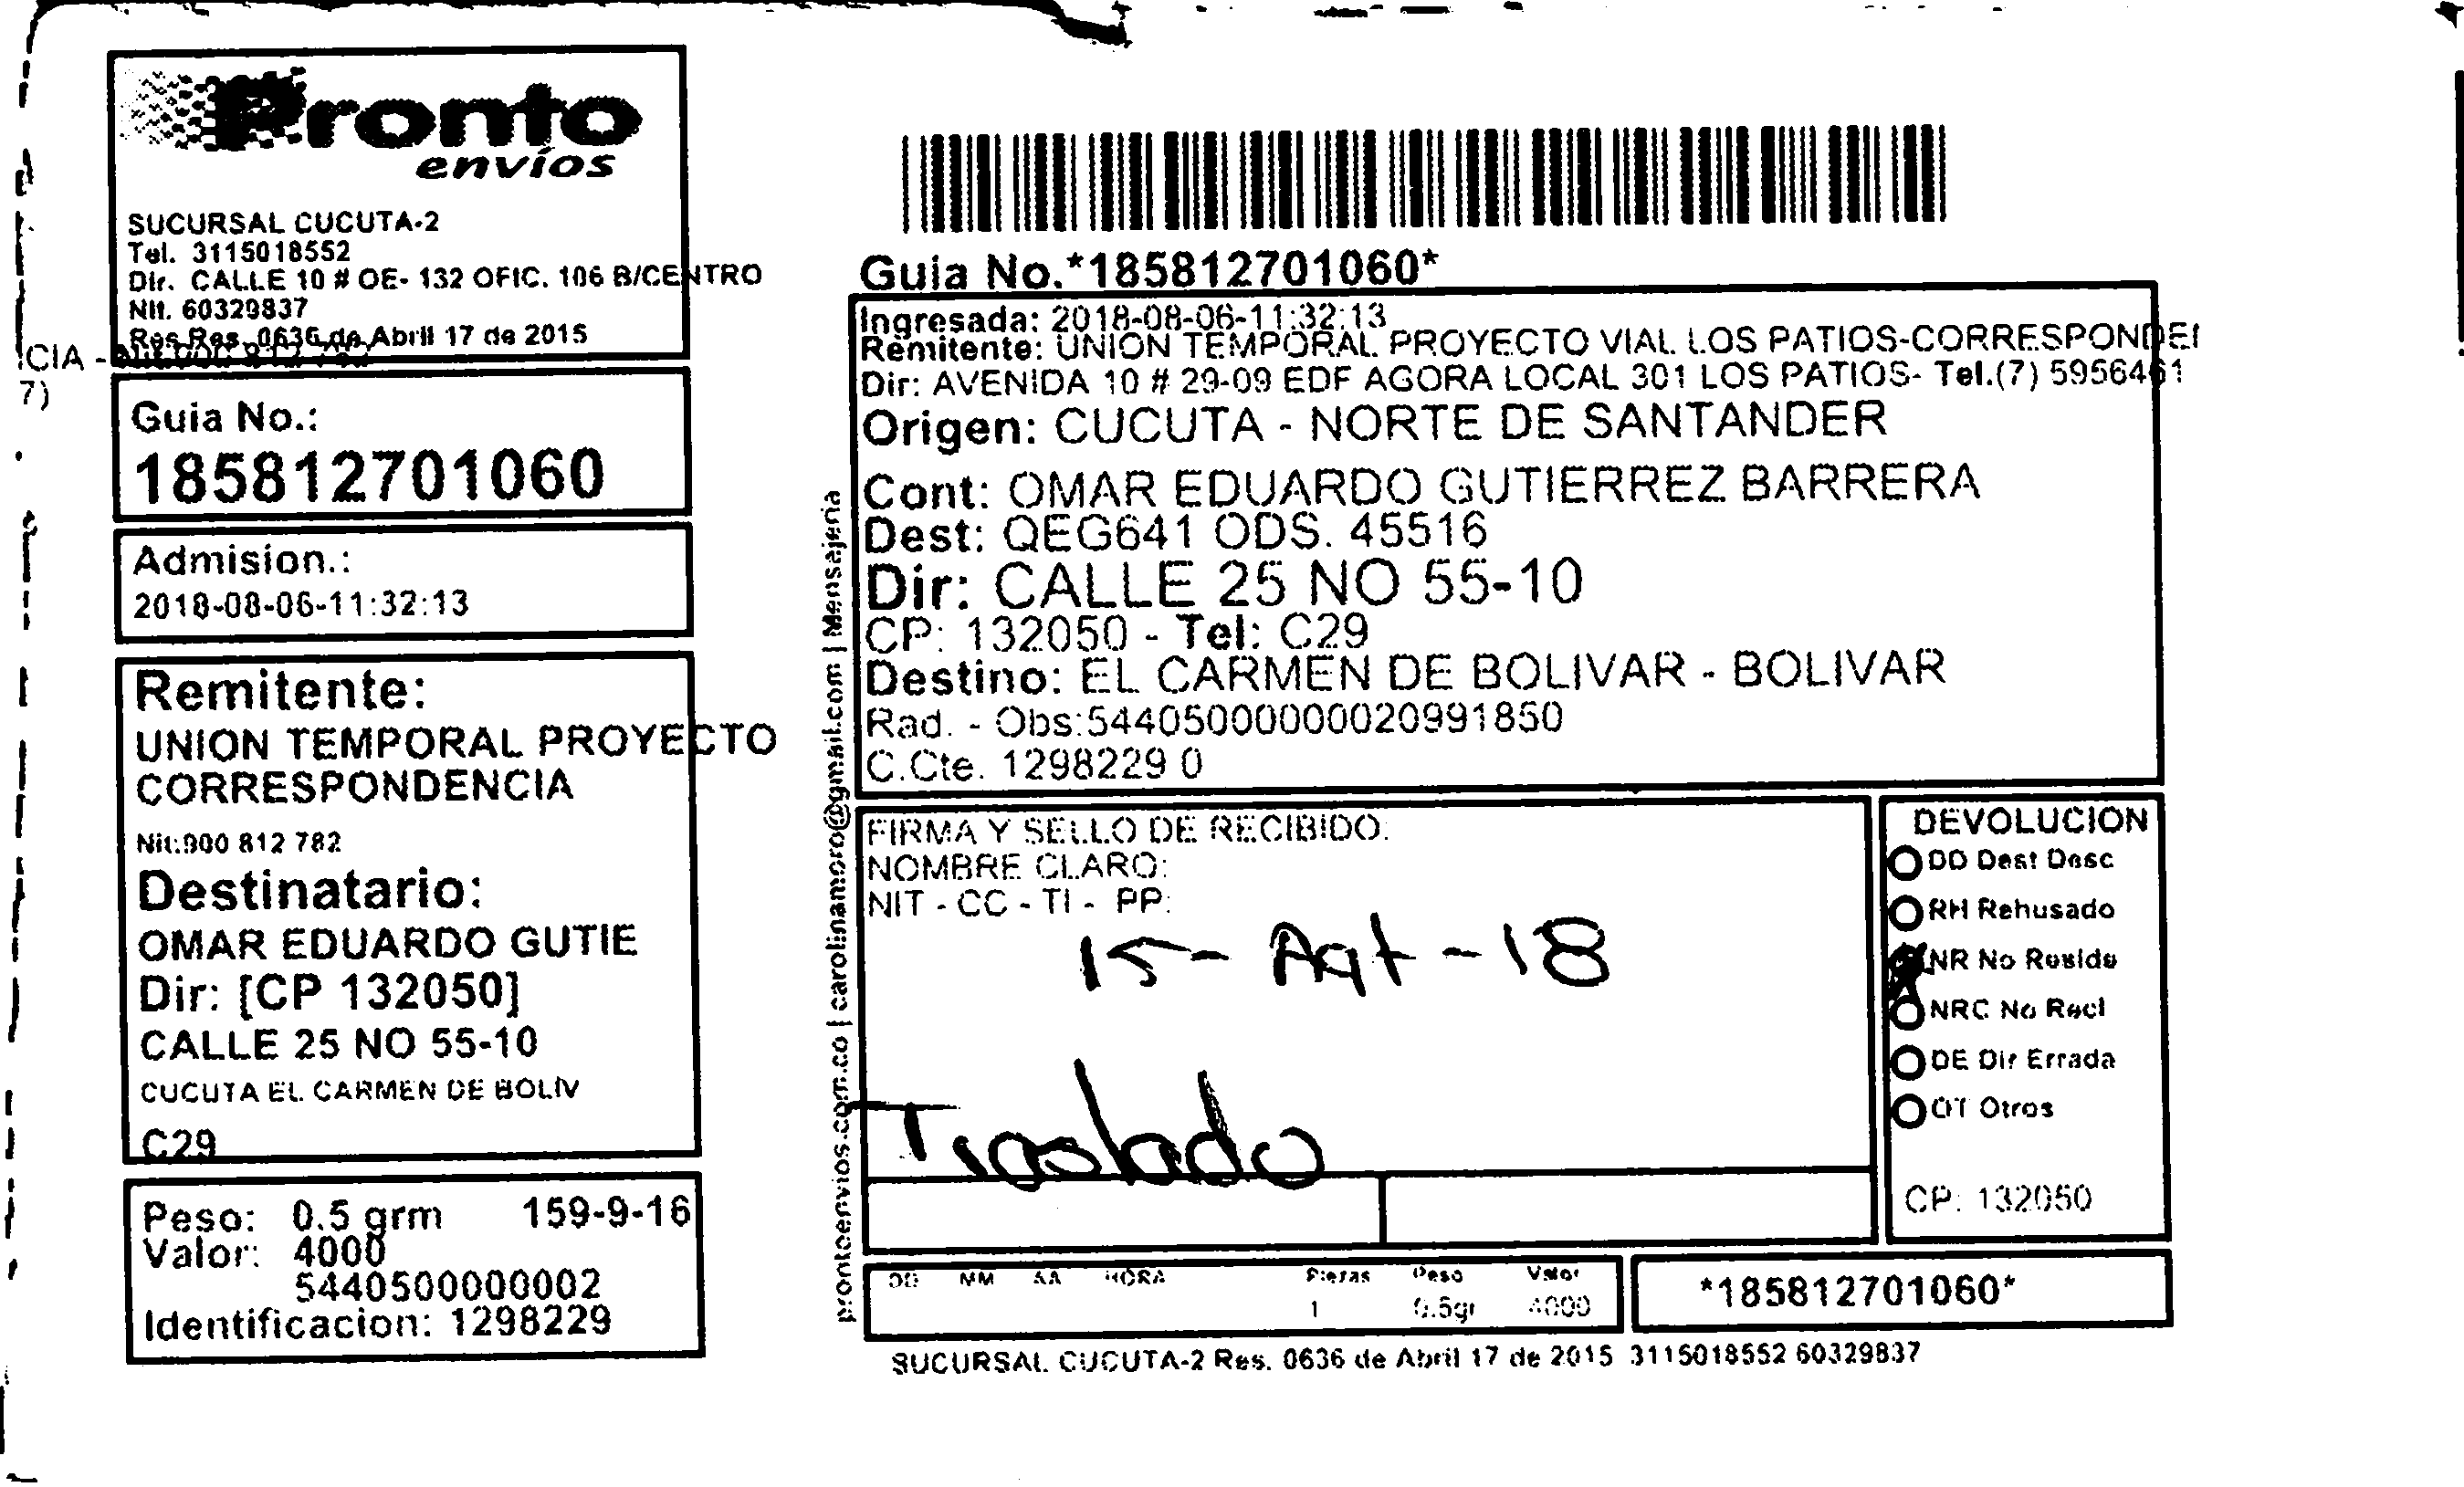 Pronto
envíos
SUCURSAL CUCUTA-2
Tel. 3115018552
Dir. CALLE 10 # OE- 132 OFIC. 106 B/CENTRO
Nit. 60329837
Res Res. 0636 de Abril 17 de 2015
ICIA -
7)
Guia No.:
185812701060
Admision.:
2018-08-06-11:32:13
Remitente:
UNION TEMPORAL PROYECTO
CORRESPONDENCIA
Nit:900 812 782
Destinatario:
OMAR EDUARDO GUTIE
Dir: [CP 132050]
CALLE 25 NO 55-10
CUCUTA EL CARMEN DE BOLIV
C29
Peso: 0.5 grm 159-9-16
Valor: 4000
5440500000002
Identificacion: 1298229
prontoenvios.com.co | carolinamoro@gmail.com | Mensajeria
Guia No.*185812701060*
Ingresada: 2018-08-06-11:32:13
Remitente: UNION TEMPORAL PROYECTO VIAL LOS PATIOS-CORRESPONDEI
Dir: AVENIDA 10 # 29-09 EDF AGORA LOCAL 301 LOS PATIOS- Tel.(7) 5956461
Origen: CUCUTA - NORTE DE SANTANDER
Cont: OMAR EDUARDO GUTIERREZ BARRERA
Dest: QEG641 ODS. 45516
Dir: CALLE 25 NO 55-10
CP: 132050 - Tel: C29
Destino: EL CARMEN DE BOLIVAR - BOLIVAR
Rad. - Obs:54405000000020991850
C.Cte. 1298229 0
FIRMA Y SELLO DE RECIBIDO:
NOMBRE CLARO:
NIT - CC - TI - PP:
15 - Agt - 18
Traslado
DEVOLUCION
DD Dest Desc
RH Rehusado
NR No Reside
NRC No Recl
DE Dir Errada
OT Otros
CP: 132050
DD MM AA HORA Piezas Peso Valor
1 0.5gr 4000
*185812701060*
SUCURSAL CUCUTA-2 Res. 0636 de Abril 17 de 2015 3115018552 60329837